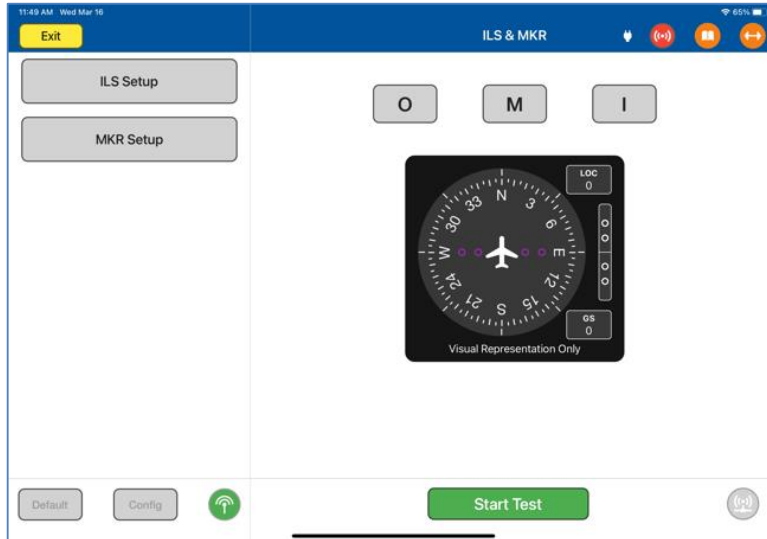 11:49 AM Wed Mar 16
65%
Exit
ILS & MKR
ILS Setup
MKR Setup
O M I
LOC
0
N
33 3
30 6
W E
24 12
21 15
S
GS
0
Visual Representation Only
Default Config Start Test